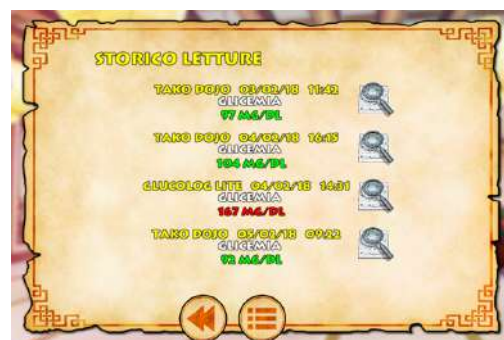 STORICO LETTURE
TAKO DOJO 03/02/18 11:42
GLICEMIA
97 MG/DL
TAKO DOJO 04/02/18 16:15
GLICEMIA
104 MG/DL
GLUCOLOG LITE 04/02/18 14:31
GLICEMIA
167 MG/DL
TAKO DOJO 05/02/18 09:22
GLICEMIA
92 MG/DL